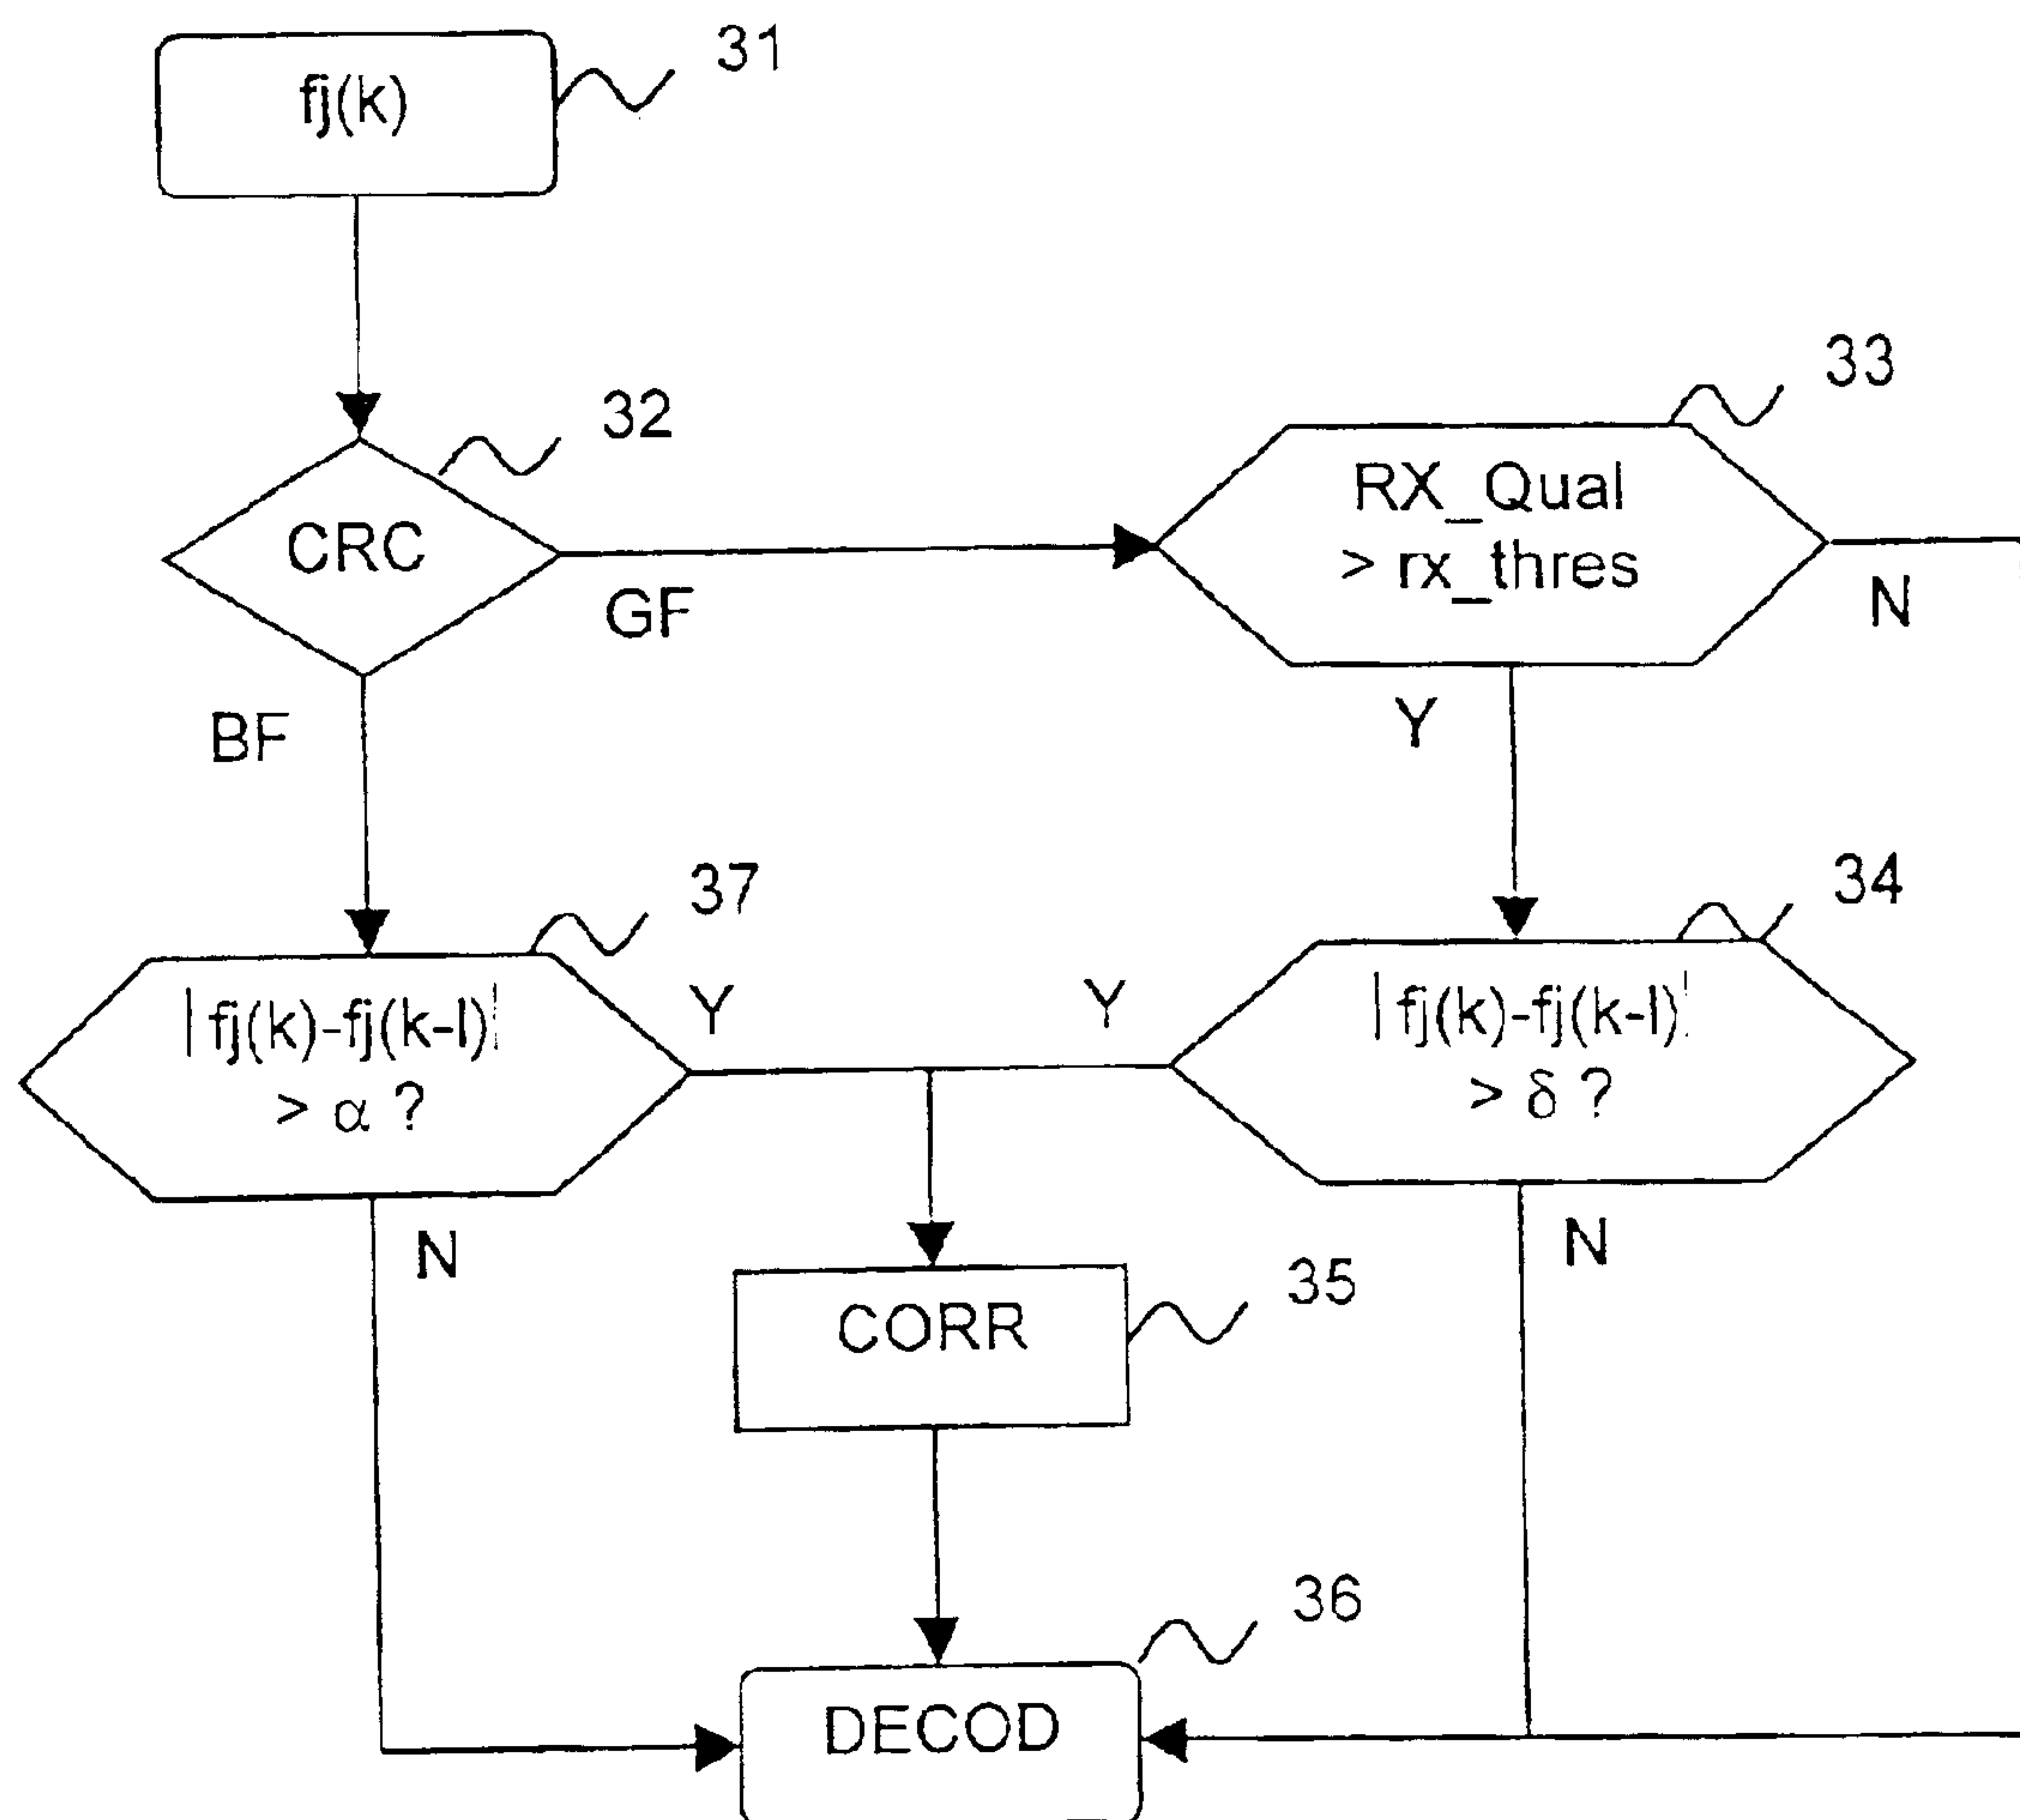 fj(k)
31
32
CRC
GF
BF
33
RX_Qual
> rx_thres
N
Y
37
|fj(k)-fj(k-l)|
> α ?
Y
N
34
|fj(k)-fj(k-l)|
> δ ?
Y
N
CORR
35
36
DECOD